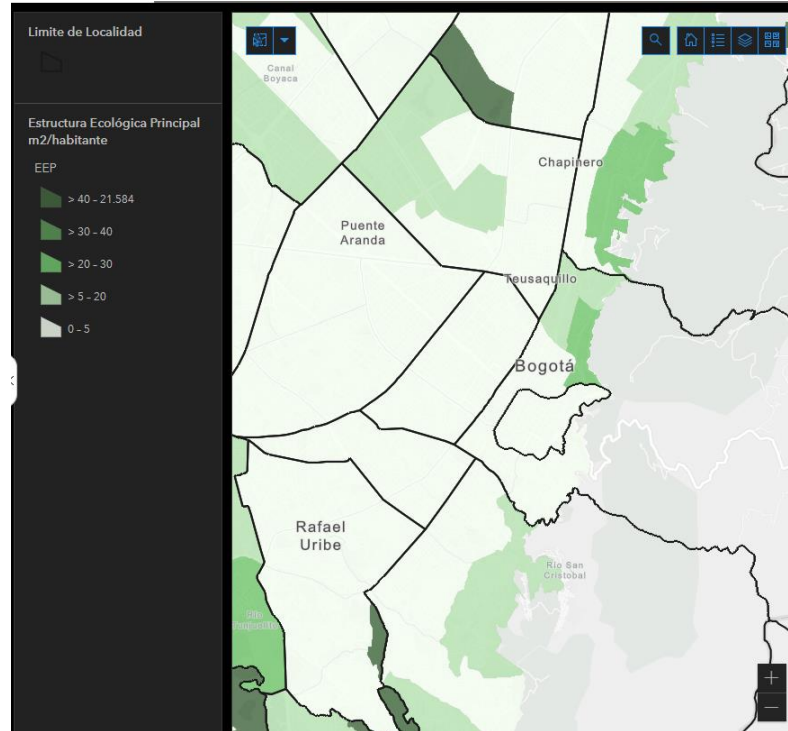 Limite de Localidad
Estructura Ecológica Principal
m2/habitante
EEP
> 40 - 21.584
> 30 - 40
> 20 - 30
> 5 - 20
0 - 5
Canal
Boyaca
Chapinero
Puente
Aranda
Teusaquillo
Bogotá
Rafael
Uribe
Río San
Cristobal